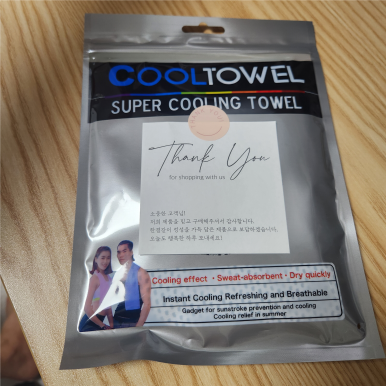 COOLTOWEL
SUPER COOLING TOWEL
Thank You
for shopping with us
소중한 고객님!
저희 제품을 믿고 구매해주셔서 감사합니다.
한결같이 진심을 가득 담은 제품으로 보답하겠습니다.
오늘도 행복한 하루 보내세요!
Cooling effect · Sweat-absorbent · Dry quickly
Instant Cooling Refreshing and Breathable
Gadget for sunstroke prevention and cooling
Cooling relief in summer